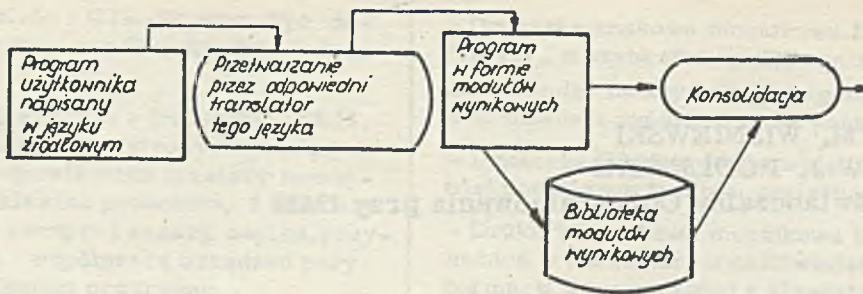 Program
użytkownika
napisany
w języku
źródłowym
Przetwarzanie
przez odpowiedni
translator
tego języka
Program
w formie
modułów
wynikowych
Konsolidacja
Biblioteka
modułów
wynikowych